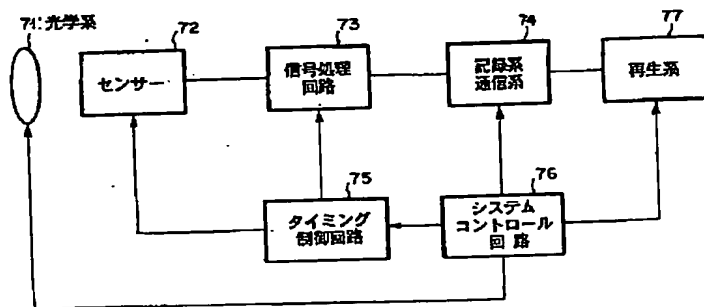 71:光学系
72
センサー
73
信号処理
回路
74
記録系
通信系
77
再生系
75
タイミング
制御回路
76
システム
コントロール
回 路